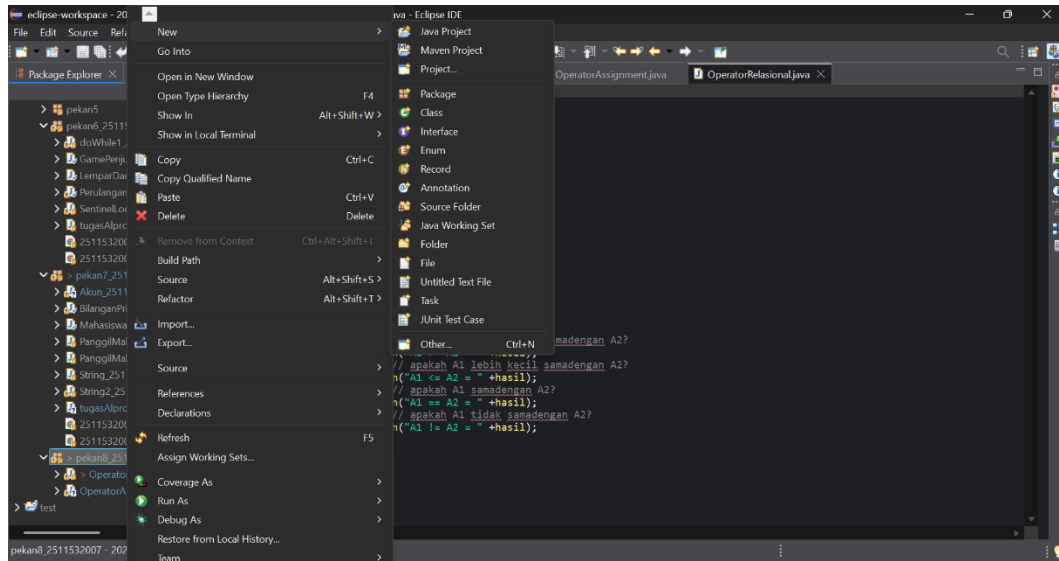 eclipse-workspace - 20
ava - Eclipse IDE
File Edit Source Refa
Package Explorer
OperatorAssignment.java
OperatorRelasional.java
pekan5
pekan6_2511
doWhile1_
GamePenju
LemparDad
Perulangan
SentinelLoo
tugasAlpro
25115320
25115320
> pekan7_251
Akun_2511
BilanganPri
Mahasiswa
PanggilMal
PanggilMal
String_251
String2_25
tugasAlpro
25115320
25115320
> pekan8_251
> Operato
OperatorA
test
New
Go Into
Open in New Window
Open Type Hierarchy F4
Show In Alt+Shift+W >
Show in Local Terminal
Copy Ctrl+C
Copy Qualified Name
Paste Ctrl+V
Delete Delete
Remove from Context Ctrl+Alt+Shift+↓
Build Path
Source Alt+Shift+S >
Refactor Alt+Shift+T >
Import...
Export...
Source
References
Declarations
Refresh F5
Assign Working Sets...
Coverage As
Run As
Debug As
Restore from Local History...
Team
Java Project
Maven Project
Project...
Package
Class
Interface
Enum
Record
Annotation
Source Folder
Java Working Set
Folder
File
Untitled Text File
Task
JUnit Test Case
Other... Ctrl+N
samadengan A2?
// apakah A1 lebih kecil samadengan A2?
n("A1 <= A2 = " +hasil);
// apakah A1 samadengan A2?
n("A1 == A2 = " +hasil);
// apakah A1 tidak samadengan A2?
n("A1 != A2 = " +hasil);
pekan8_2511532007 - 202